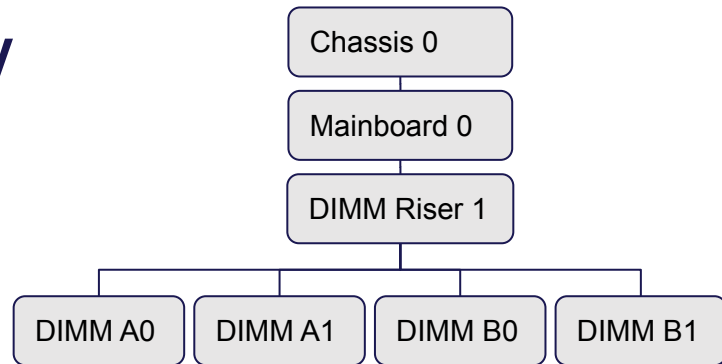 y
Chassis 0
Mainboard 0
DIMM Riser 1
DIMM A0 DIMM A1 DIMM B0 DIMM B1